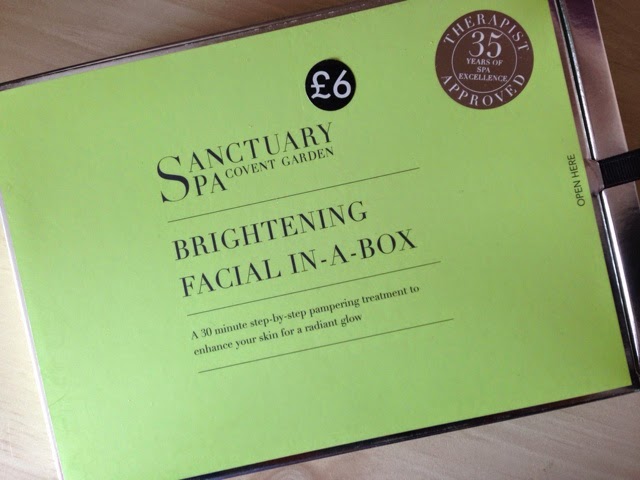 £6
THERAPIST
35
YEARS OF
SPA
EXCELLENCE
APPROVED
SANCTUARY
SPA COVENT GARDEN
BRIGHTENING
FACIAL IN-A-BOX
A 30 minute step-by-step pampering treatment to
enhance your skin for a radiant glow
OPEN HERE